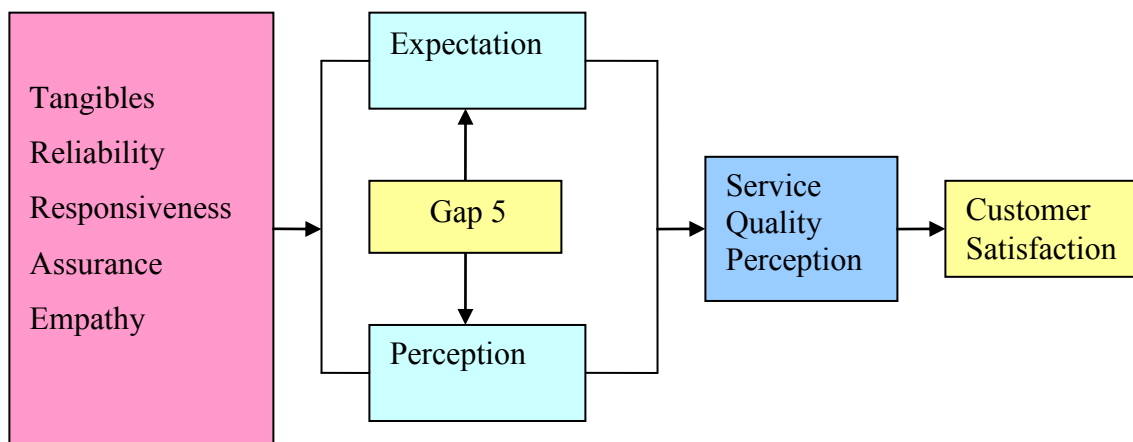 Tangibles
Reliability
Responsiveness
Assurance
Empathy
Expectation
Gap 5
Perception
Service
Quality
Perception
Customer
Satisfaction